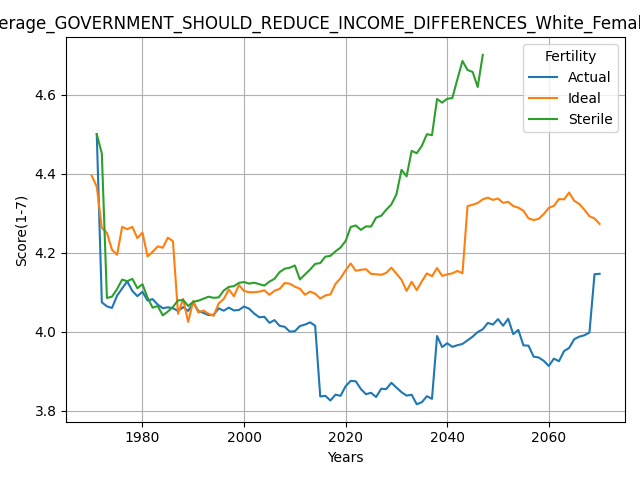 erage_GOVERNMENT_SHOULD_REDUCE_INCOME_DIFFERENCES_White_Femal
Fertility
Actual
Ideal
Sterile
Score(1-7)
4.6
4.4
4.2
4.0
3.8
1980
2000
2020
2040
2060
Years